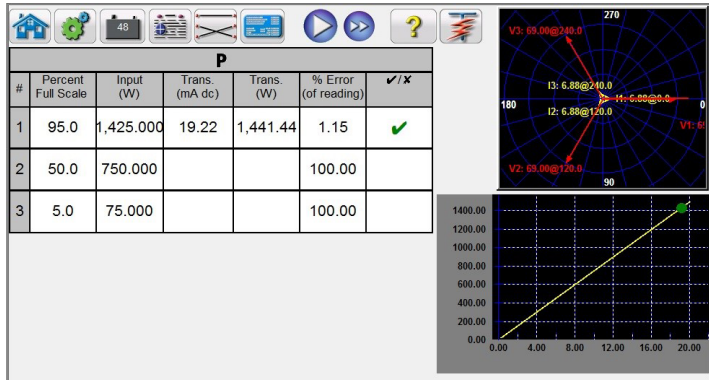 48
?
P
# Percent Full Scale Input (W) Trans. (mA dc) Trans. (W) % Error (of reading) ✔/✘
1 95.0 1,425.000 19.22 1,441.44 1.15 ✔
2 50.0 750.000 100.00
3 5.0 75.000 100.00
270
V3: 69.00@240.0
I3: 6.88@240.0
180 I1: 6.88@0.0 0
I2: 6.88@120.0
V1: 6
V2: 69.00@120.0
90
1400.00
1200.00
1000.00
800.00
600.00
400.00
200.00
0.00
0.00 4.00 8.00 12.00 16.00 20.00